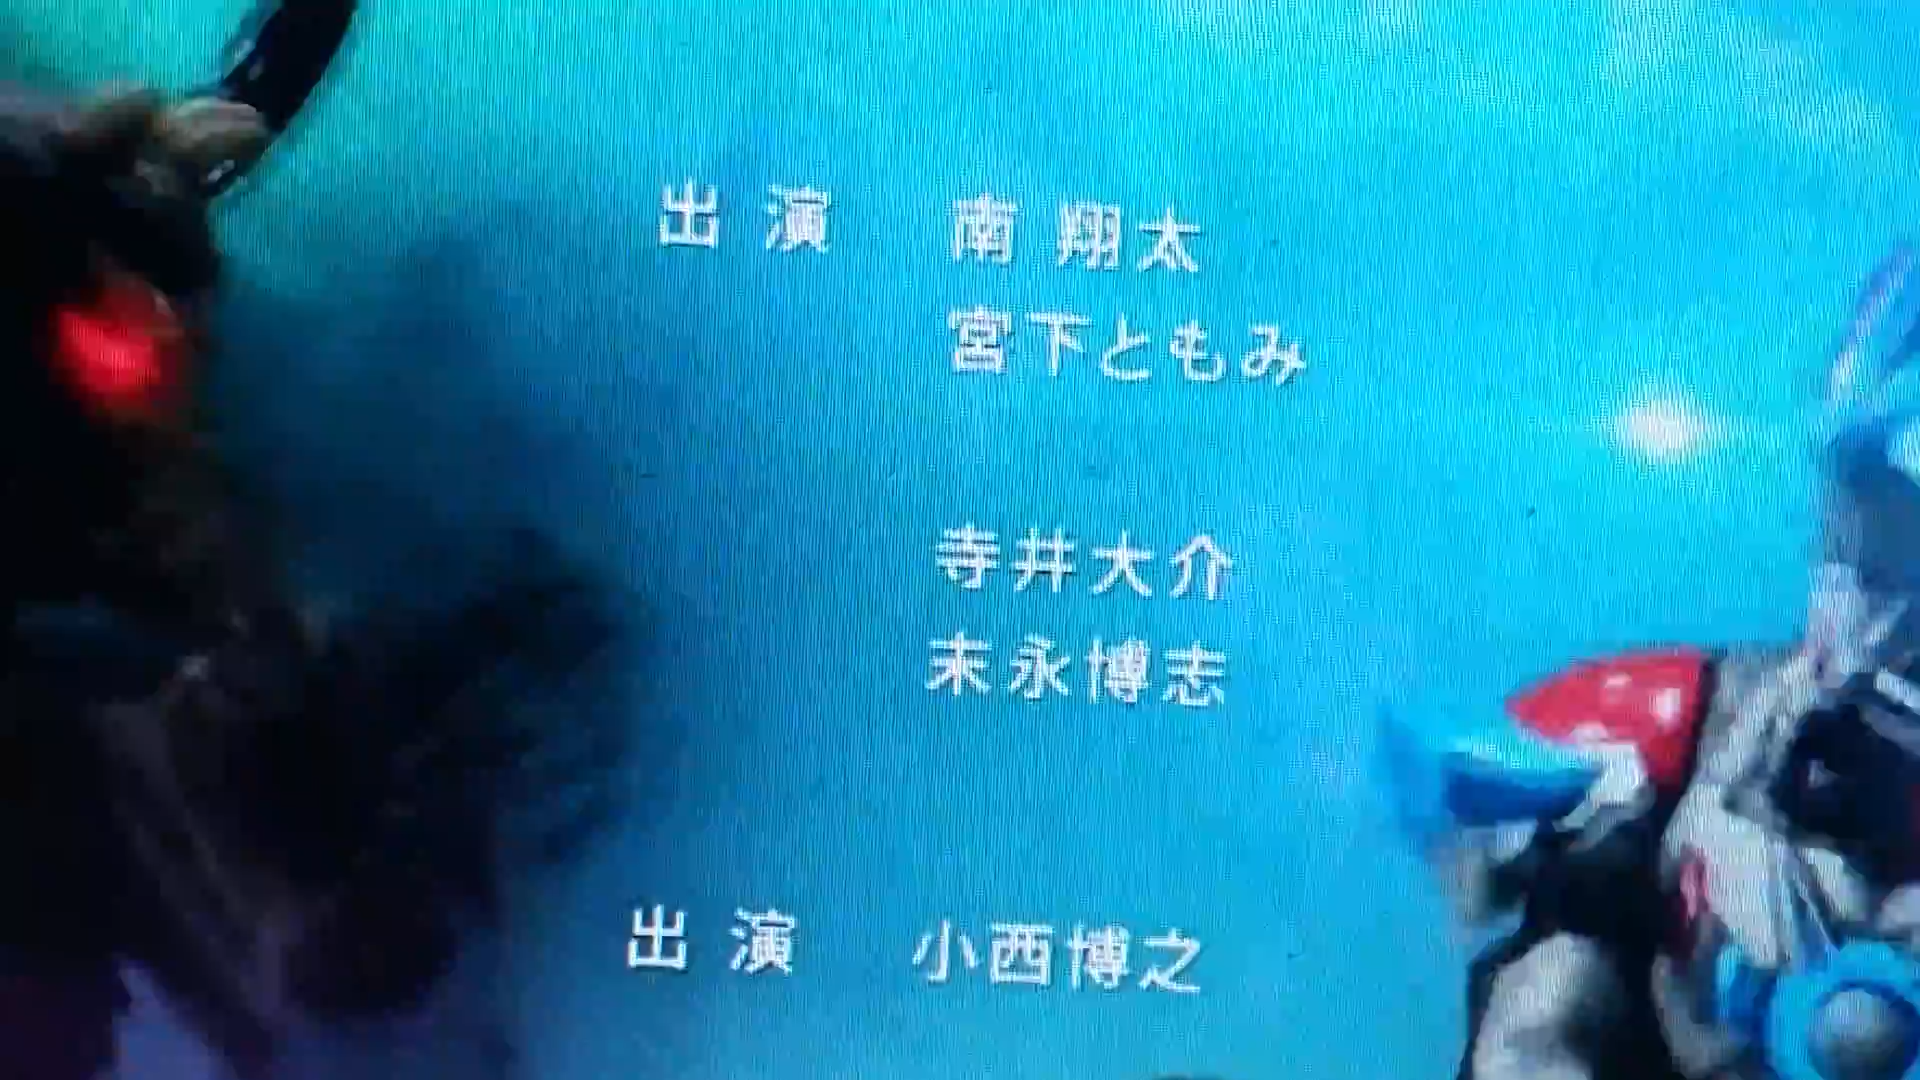 出演 南 翔太
宮下ともみ
寺井大介
末永博志
出演 小西博之